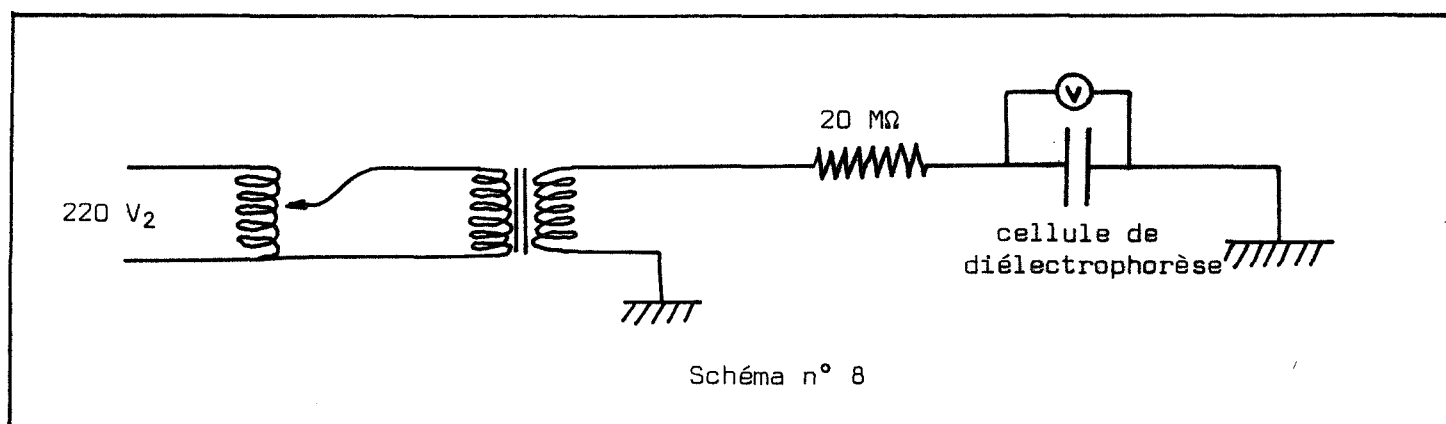 20 MΩ
V
220 V₂
cellule de
diélectrophorèse
Schéma n° 8